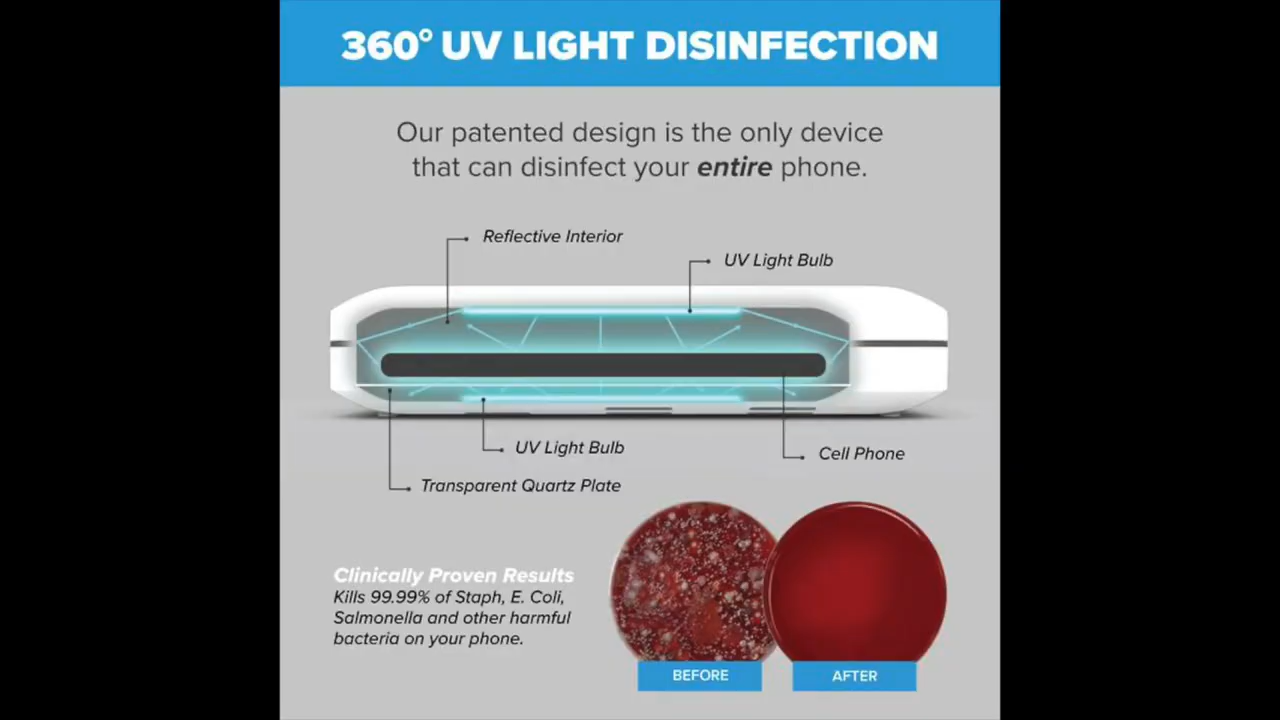 360° UV LIGHT DISINFECTION
Our patented design is the only device
that can disinfect your entire phone.
Reflective Interior
UV Light Bulb
UV Light Bulb
Cell Phone
Transparent Quartz Plate
Clinically Proven Results
Kills 99.99% of Staph, E. Coli,
Salmonella and other harmful
bacteria on your phone.
BEFORE
AFTER